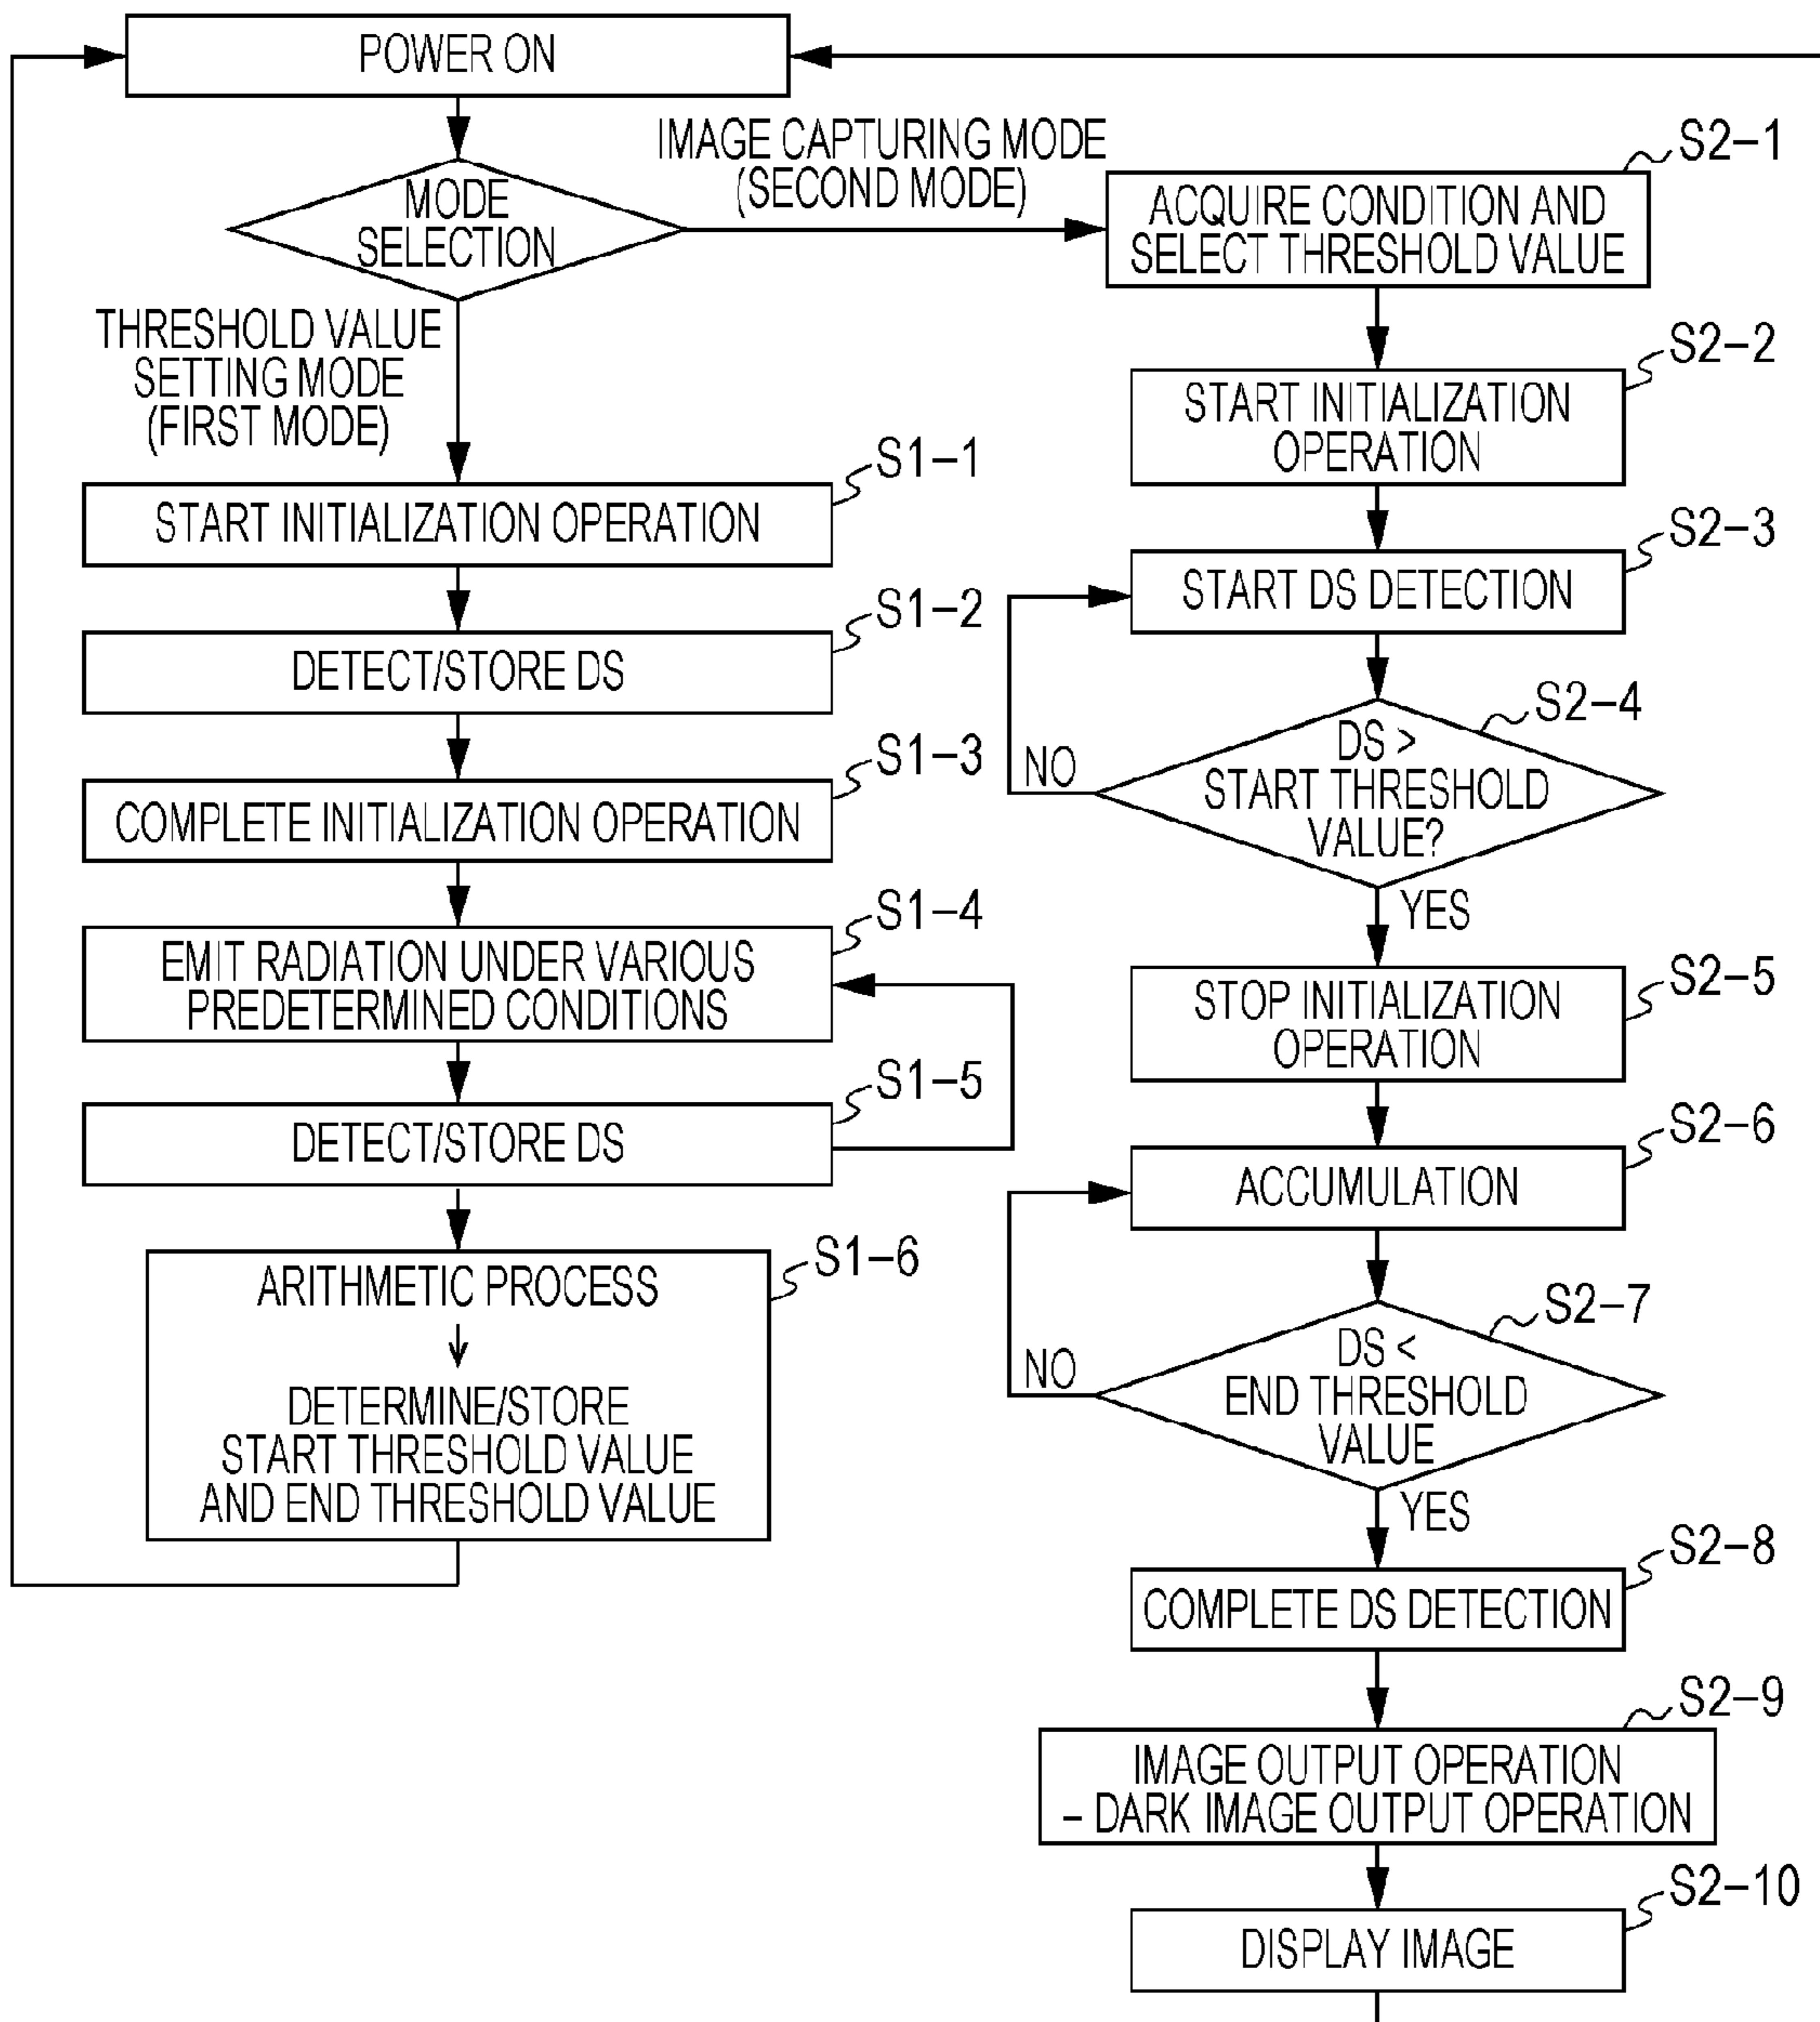 POWER ON
MODE
SELECTION
IMAGE CAPTURING MODE
(SECOND MODE)
THRESHOLD VALUE
SETTING MODE
(FIRST MODE)
S1-1
START INITIALIZATION OPERATION
S1-2
DETECT/STORE DS
S1-3
COMPLETE INITIALIZATION OPERATION
S1-4
EMIT RADIATION UNDER VARIOUS
PREDETERMINED CONDITIONS
S1-5
DETECT/STORE DS
S1-6
ARITHMETIC PROCESS
DETERMINE/STORE
START THRESHOLD VALUE
AND END THRESHOLD VALUE
S2-1
ACQUIRE CONDITION AND
SELECT THRESHOLD VALUE
S2-2
START INITIALIZATION
OPERATION
S2-3
START DS DETECTION
S2-4
DS >
START THRESHOLD
VALUE?
NO
YES
S2-5
STOP INITIALIZATION
OPERATION
S2-6
ACCUMULATION
S2-7
DS <
END THRESHOLD
VALUE
NO
YES
S2-8
COMPLETE DS DETECTION
S2-9
IMAGE OUTPUT OPERATION
– DARK IMAGE OUTPUT OPERATION
S2-10
DISPLAY IMAGE